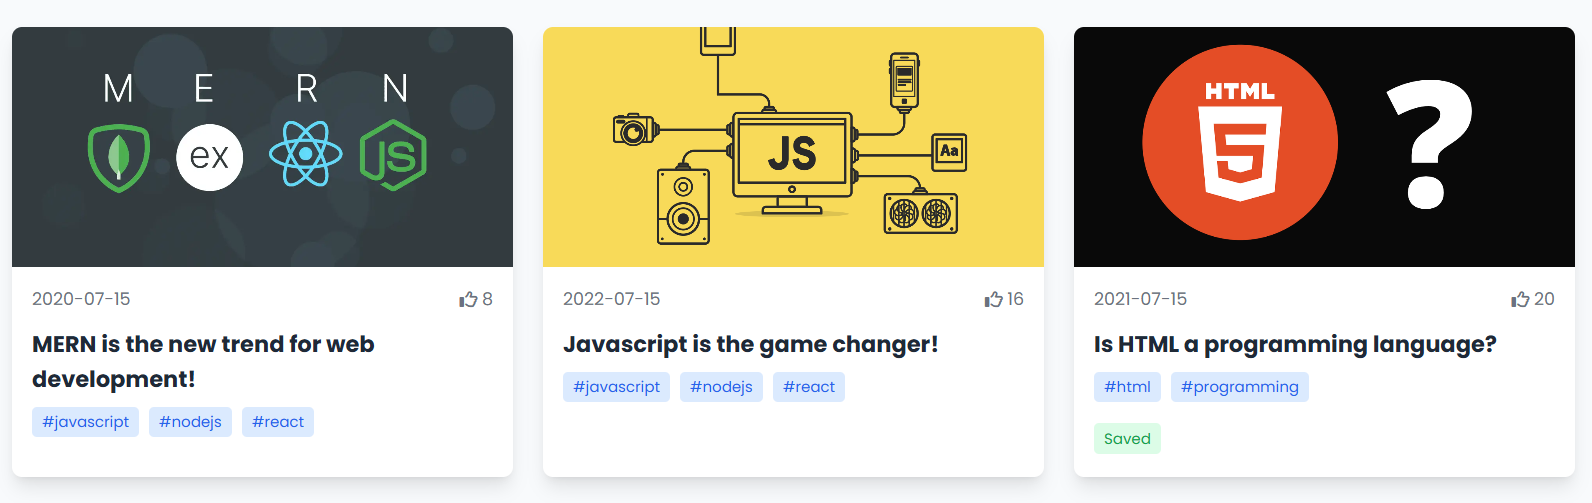 M E R N
ex
JS
2020-07-15
8
MERN is the new trend for web
development!
#javascript #nodejs #react
JS
Aa
2022-07-15
16
Javascript is the game changer!
#javascript #nodejs #react
HTML
5
?
2021-07-15
20
Is HTML a programming language?
#html #programming
Saved